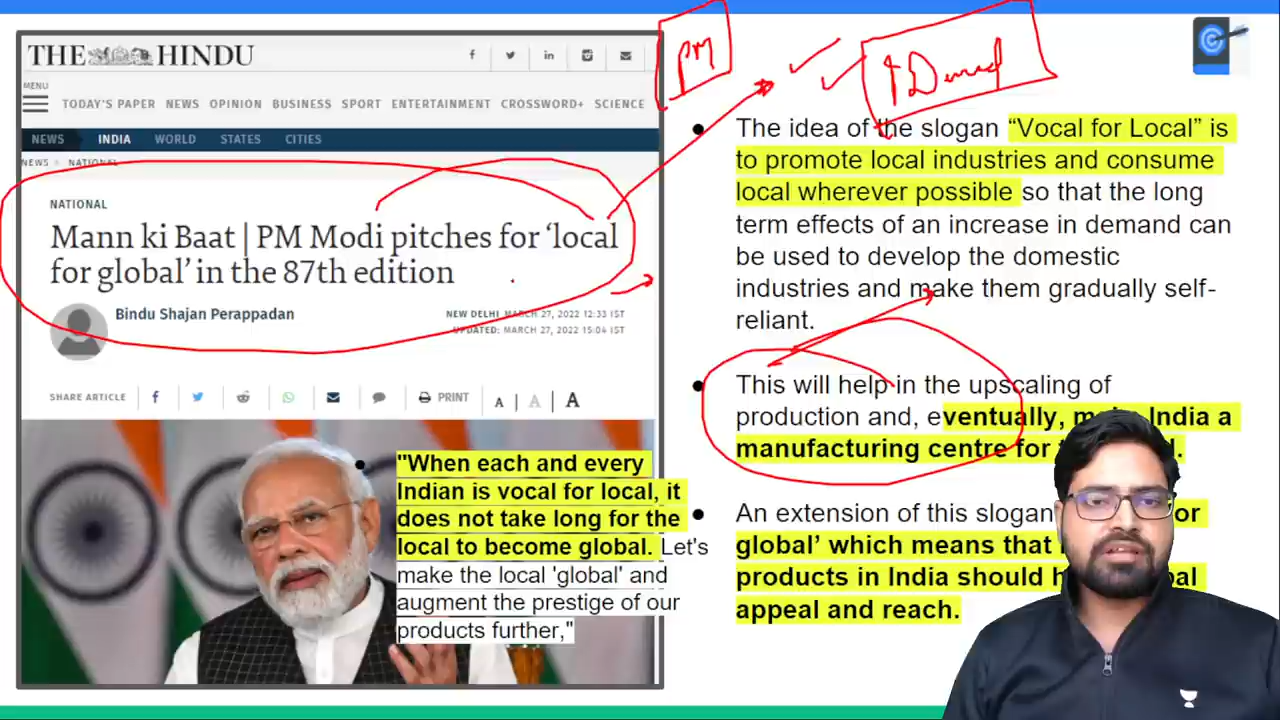 THE HINDU
MENU
TODAY'S PAPER NEWS OPINION BUSINESS SPORT ENTERTAINMENT CROSSWORD+ SCIENCE
NEWS INDIA WORLD STATES CITIES
NEWS NATIONAL
NATIONAL
Mann ki Baat | PM Modi pitches for ‘local
for global’ in the 87th edition
Bindu Shajan Perappadan
NEW DELHI MARCH 27, 2022 12:33 IST
UPDATED: MARCH 27, 2022 15:04 IST
SHARE ARTICLE PRINT A A A
"When each and every
Indian is vocal for local, it
does not take long for the
local to become global. Let's
make the local 'global' and
augment the prestige of our
products further,"
PM
Demand
• The idea of the slogan “Vocal for Local” is
to promote local industries and consume
local wherever possible so that the long
term effects of an increase in demand can
be used to develop the domestic
industries and make them gradually self-
reliant.
• This will help in the upscaling of
production and, eventually, make India a
manufacturing centre for
• An extension of this slogan or
global’ which means that
products in India should
appeal and reach.